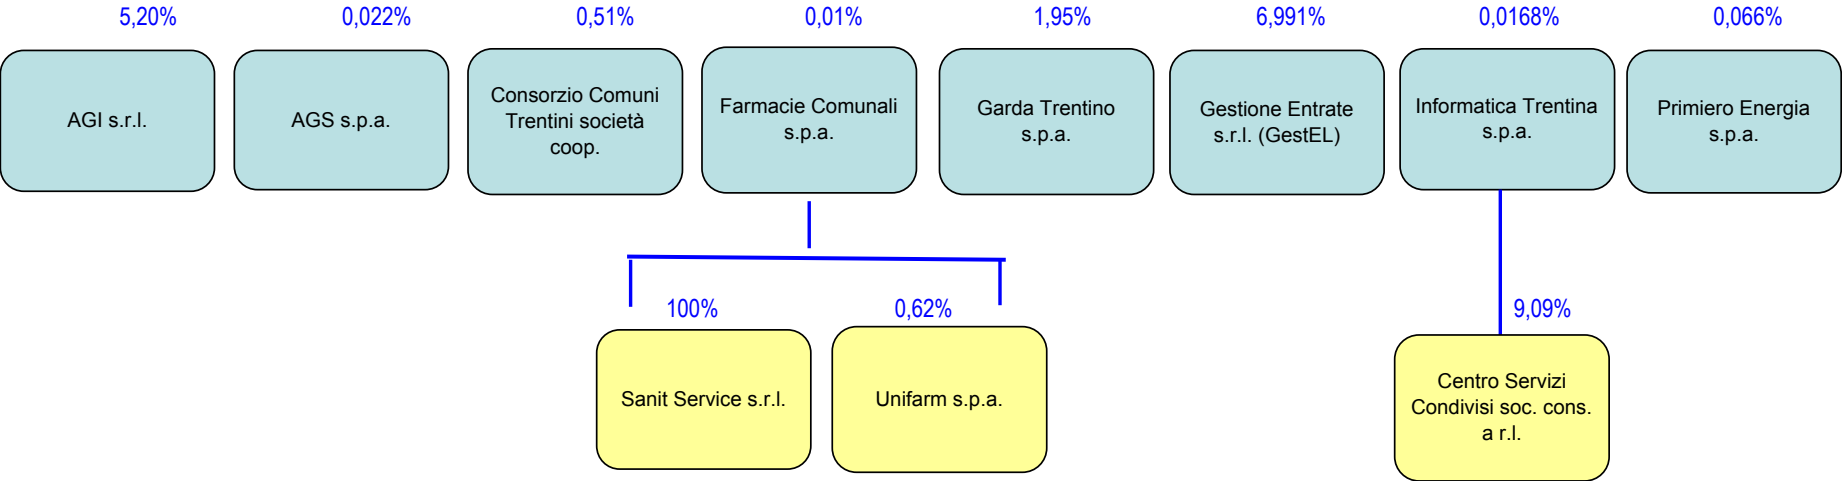 5,20%
0,022%
0,51%
0,01%
1,95%
6,991%
0,0168%
0,066%
AGI s.r.l.
AGS s.p.a.
Consorzio Comuni
Trentini società
coop.
Farmacie Comunali
s.p.a.
Garda Trentino
s.p.a.
Gestione Entrate
s.r.l. (GestEL)
Informatica Trentina
s.p.a.
Primiero Energia
s.p.a.
100%
0,62%
9,09%
Sanit Service s.r.l.
Unifarm s.p.a.
Centro Servizi
Condivisi soc. cons.
a r.l.